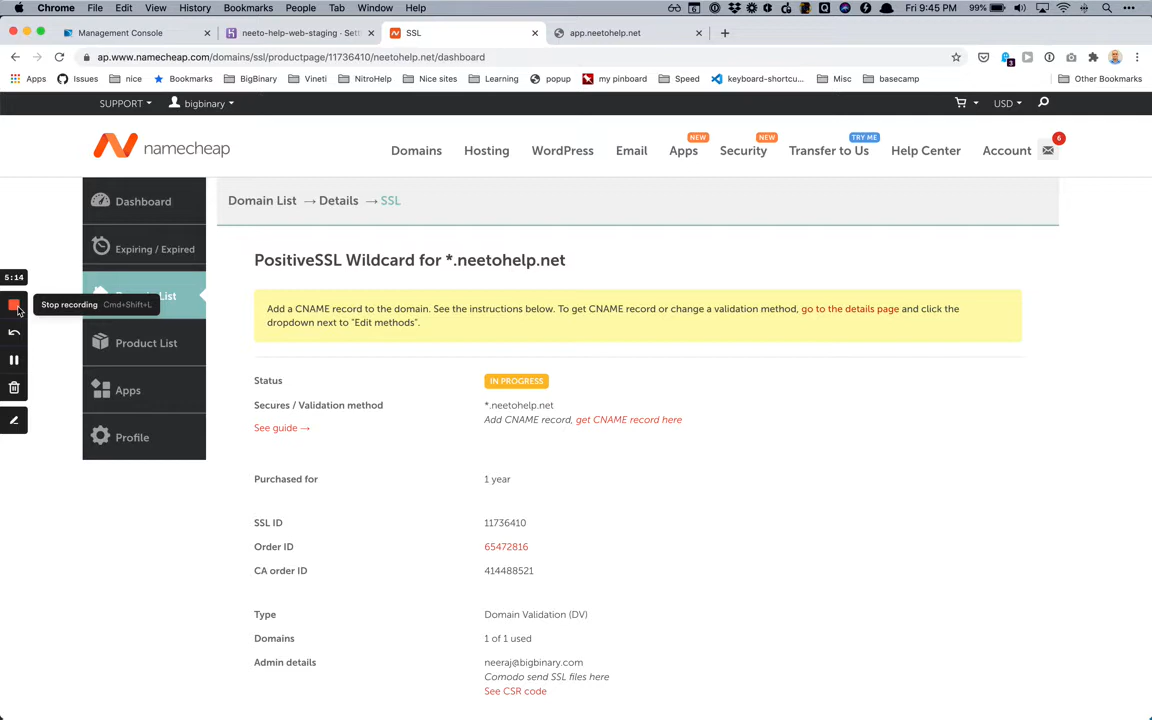 Chrome File Edit View History Bookmarks People Tab Window Help 99% Fri 9:45 PM
Management Console
neeto-help-web-staging · Sett
SSL
app.neetohelp.net
ap.www.namecheap.com/domains/ssl/productpage/11736410/neetohelp.net/dashboard
3
Apps Issues nice Bookmarks BigBinary Vineti NitroHelp Nice sites Learning popup my pinboard Speed keyboard-shortcu... Misc basecamp Other Bookmarks
SUPPORT bigbinary USD
NEW NEW TRY ME 6
namecheap Domains Hosting WordPress Email Apps Security Transfer to Us Help Center Account
Dashboard
Expiring / Expired
List
Product List
Apps
Profile
5:14
Stop recording Cmd+Shift+L
Domain List → Details → SSL
PositiveSSL Wildcard for *.neetohelp.net
Add a CNAME record to the domain. See the instructions below. To get CNAME record or change a validation method, go to the details page and click the
dropdown next to "Edit methods".
Status IN PROGRESS
Secures / Validation method *.neetohelp.net
Add CNAME record, get CNAME record here
See guide →
Purchased for 1 year
SSL ID 11736410
Order ID 65472816
CA order ID 414488521
Type Domain Validation (DV)
Domains 1 of 1 used
Admin details neeraj@bigbinary.com
Comodo send SSL files here
See CSR code